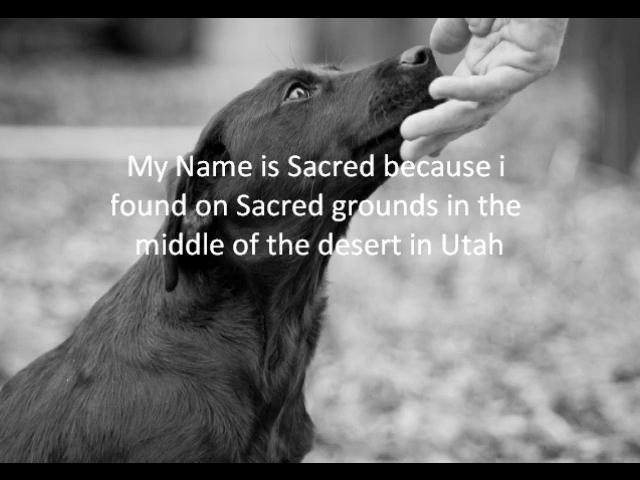 My Name is Sacred because i
found on Sacred grounds in the
middle of the desert in Utah